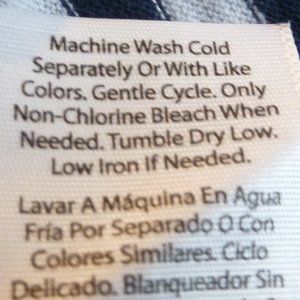 Machine Wash Cold
Separately Or With Like
Colors. Gentle Cycle. Only
Non-Chlorine Bleach When
Needed. Tumble Dry Low.
Low Iron If Needed.
Lavar A Máquina En Agua
Fría Por Separado O Con
Colores Similares. Ciclo
Delicado. Blanqueador Sin